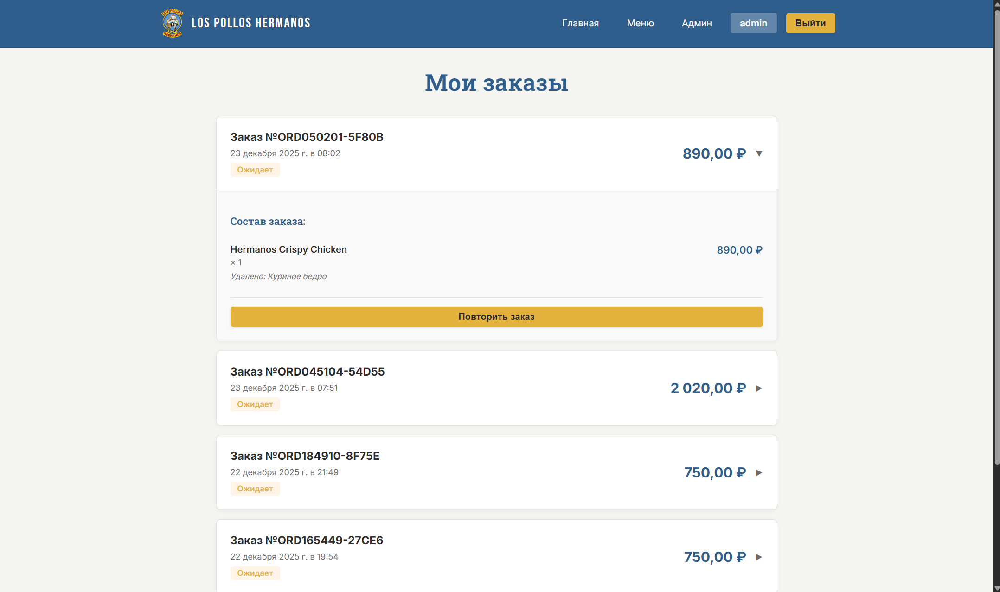 LOS POLLOS HERMANOS
LOS POLLOS HERMANOS
Главная
Меню
Админ
admin
Выйти
Мои заказы
Заказ №ORD050201-5F80B
23 декабря 2025 г. в 08:02
Ожидает
890,00 ₽ ▼
Состав заказа:
Hermanos Crispy Chicken
890,00 ₽
× 1
Удалено: Куриное бедро
Повторить заказ
Заказ №ORD045104-54D55
23 декабря 2025 г. в 07:51
Ожидает
2 020,00 ₽ ▶
Заказ №ORD184910-8F75E
22 декабря 2025 г. в 21:49
Ожидает
750,00 ₽ ▶
Заказ №ORD165449-27CE6
22 декабря 2025 г. в 19:54
Ожидает
750,00 ₽ ▶